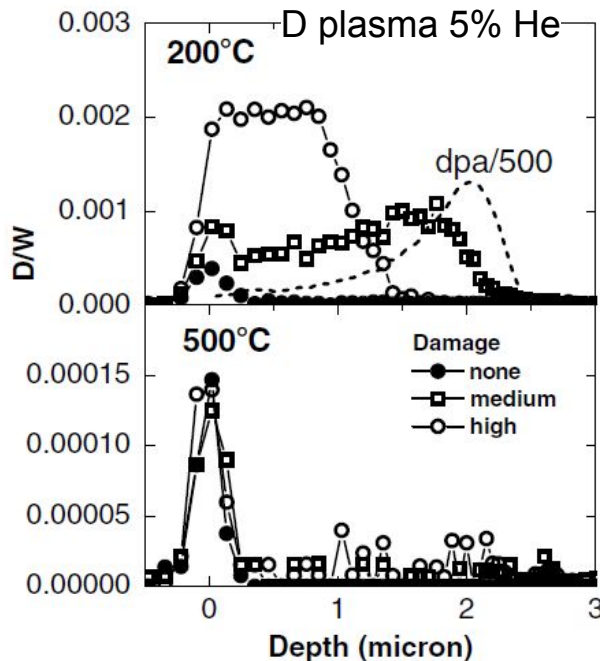 D plasma 5% He
0.003
200°C
0.002
dpa/500
0.001
D/W
0.000
500°C
Damage
none
medium
high
0.00015
0.00010
0.00005
0.00000
0 1 2 3
Depth (micron)